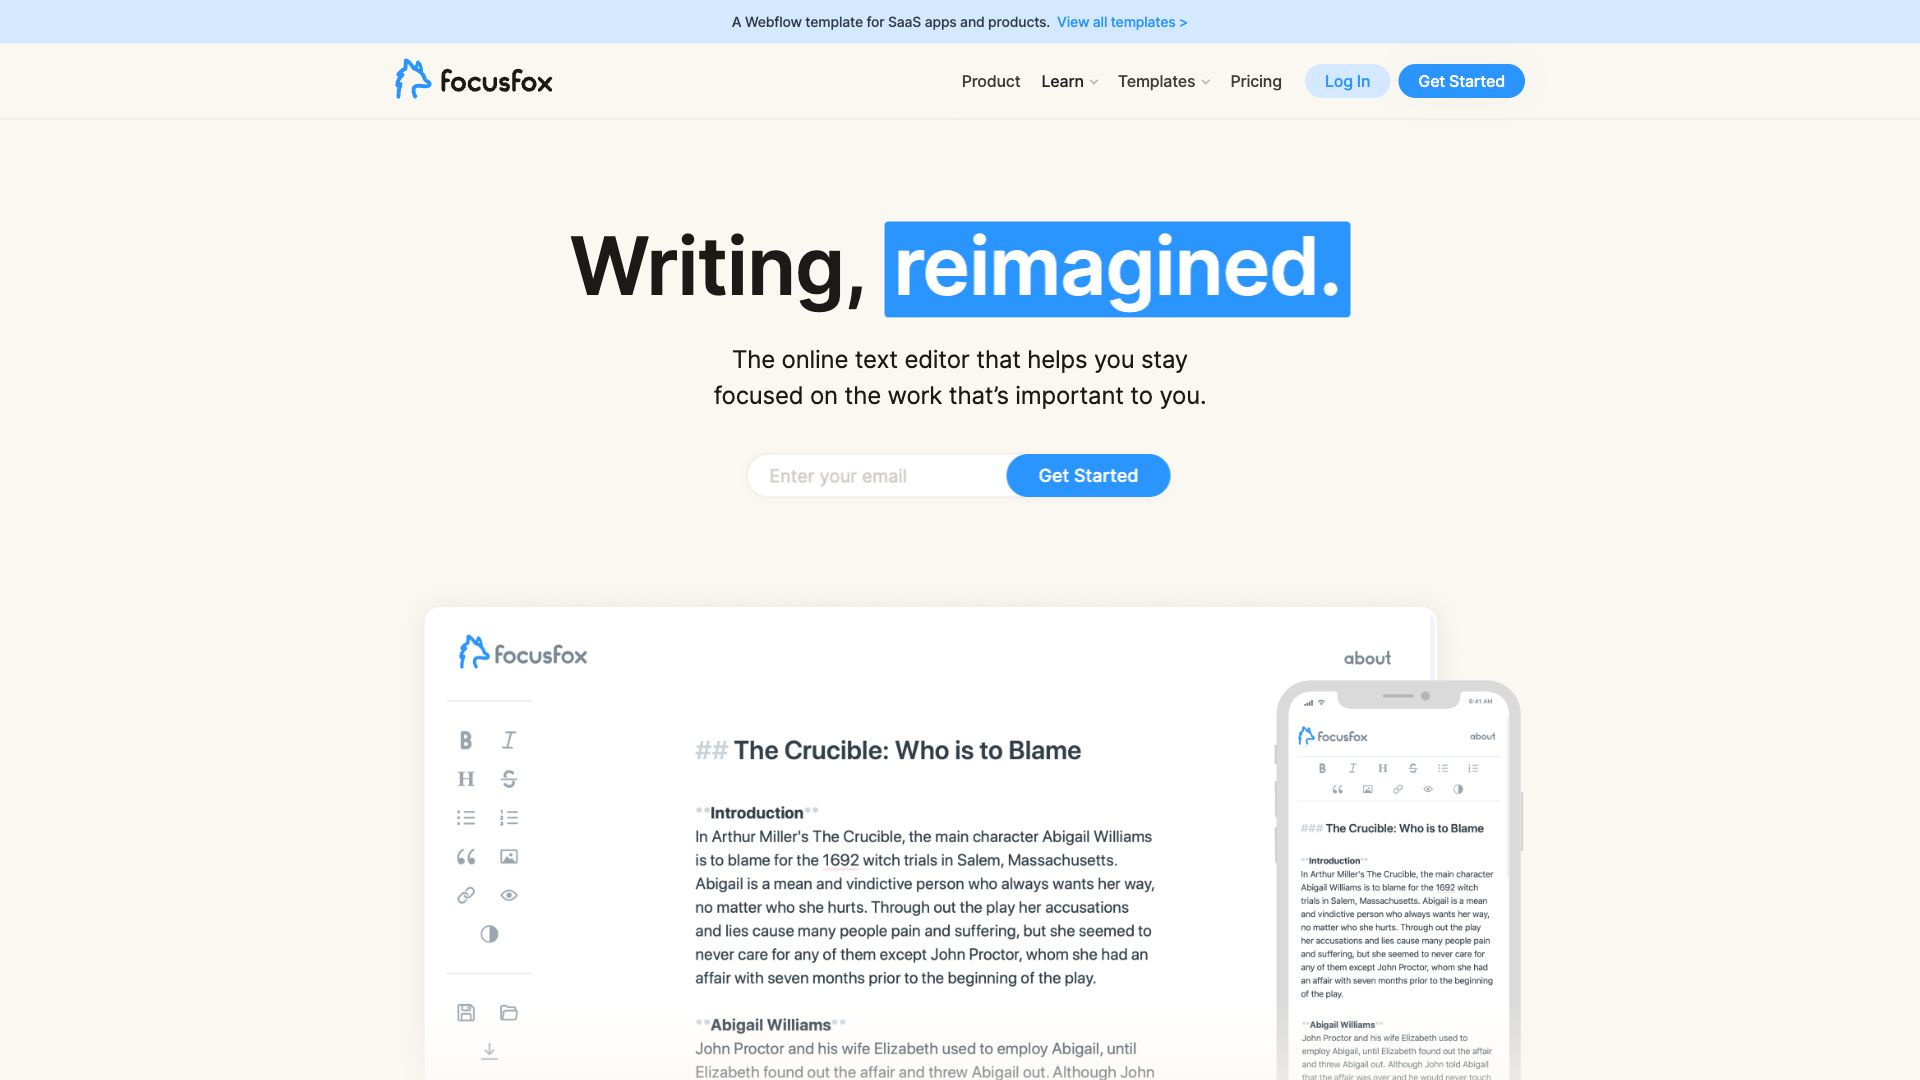 A Webflow template for SaaS apps and products. View all templates >
focusfox
Product Learn Templates Pricing Log In Get Started
Writing, reimagined.
The online text editor that helps you stay
focused on the work that’s important to you.
Enter your email Get Started
focusfox
about
B I
H S
## The Crucible: Who is to Blame
**Introduction**
In Arthur Miller's The Crucible, the main character Abigail Williams
is to blame for the 1692 witch trials in Salem, Massachusetts.
Abigail is a mean and vindictive person who always wants her way,
no matter who she hurts. Through out the play her accusations
and lies cause many people pain and suffering, but she seemed to
never care for any of them except John Proctor, whom she had an
affair with seven months prior to the beginning of the play.
**Abigail Williams**
John Proctor and his wife Elizabeth used to employ Abigail, until
Elizabeth found out the affair and threw Abigail out. Although John
9:41 AM
focusfox
about
B I H S
### The Crucible: Who is to Blame
**Introduction**
In Arthur Miller's The Crucible, the main character
Abigail Williams is to blame for the 1692 witch
trials in Salem, Massachusetts. Abigail is a mean
and vindictive person who always wants her way,
no matter who she hurts. Through out the play
her accusations and lies cause many people pain
and suffering, but she seemed to never care for
any of them except John Proctor, whom she had
an affair with seven months prior to the beginning
of the play.
**Abigail Williams**
John Proctor and his wife Elizabeth used to
employ Abigail, until Elizabeth found out the affair
and threw Abigail out. Although John told Abigail
that the affair was over and he would never touch